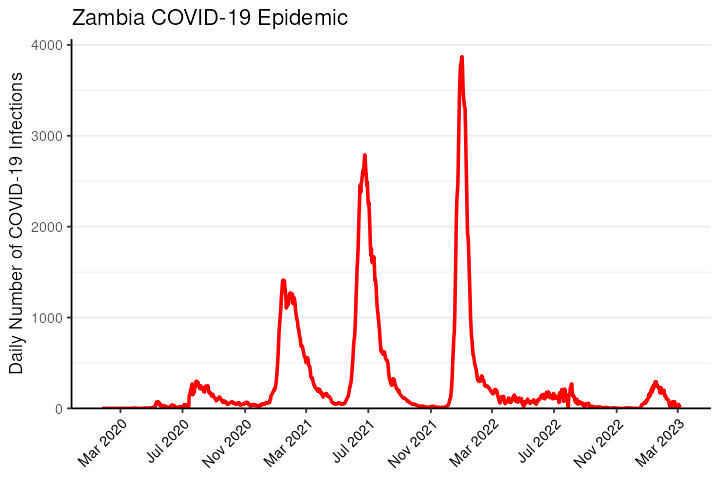 Zambia COVID-19 Epidemic
Daily Number of COVID-19 Infections
4000
3000
2000
1000
0
Mar 2020
Jul 2020
Nov 2020
Mar 2021
Jul 2021
Nov 2021
Mar 2022
Jul 2022
Nov 2022
Mar 2023